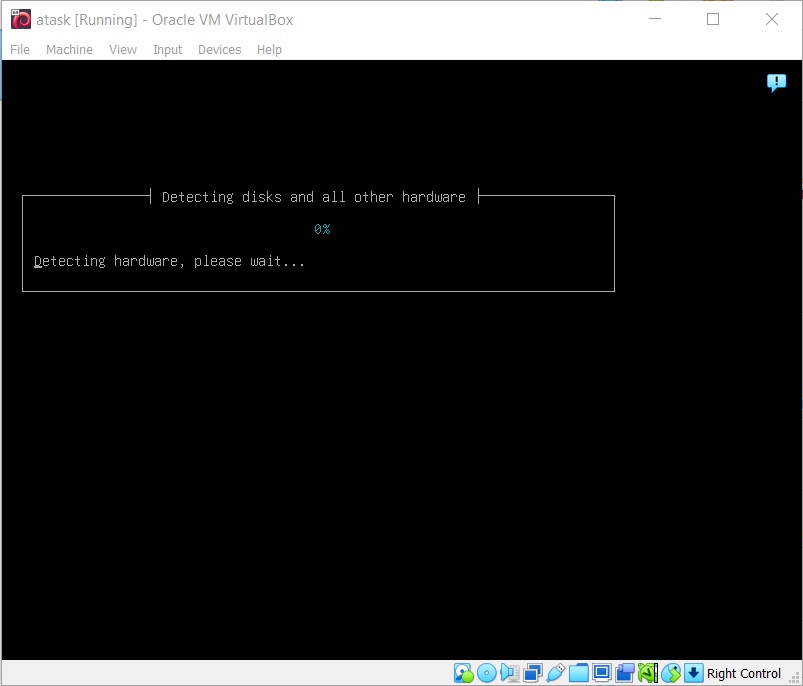 atask [Running] - Oracle VM VirtualBox
File Machine View Input Devices Help
Detecting disks and all other hardware
0%
Detecting hardware, please wait...
Right Control